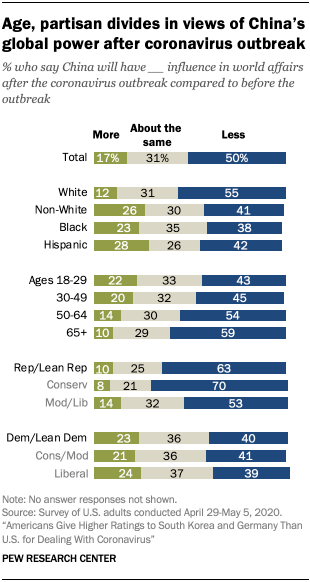 Age, partisan divides in views of China's
global power after coronavirus outbreak
% who say China will have __ influence in world affairs
after the coronavirus outbreak compared to before the
outbreak
More About the same Less
Total 17% 31% 50%
White 12 31 55
Non-White 26 30 41
Black 23 35 38
Hispanic 28 26 42
Ages 18-29 22 33 43
30-49 20 32 45
50-64 14 30 54
65+ 10 29 59
Rep/Lean Rep 10 25 63
Conserv 8 21 70
Mod/Lib 14 32 53
Dem/Lean Dem 23 36 40
Cons/Mod 21 36 41
Liberal 24 37 39
Note: No answer responses not shown.
Source: Survey of U.S. adults conducted April 29-May 5, 2020.
"Americans Give Higher Ratings to South Korea and Germany Than
U.S. for Dealing With Coronavirus"
PEW RESEARCH CENTER